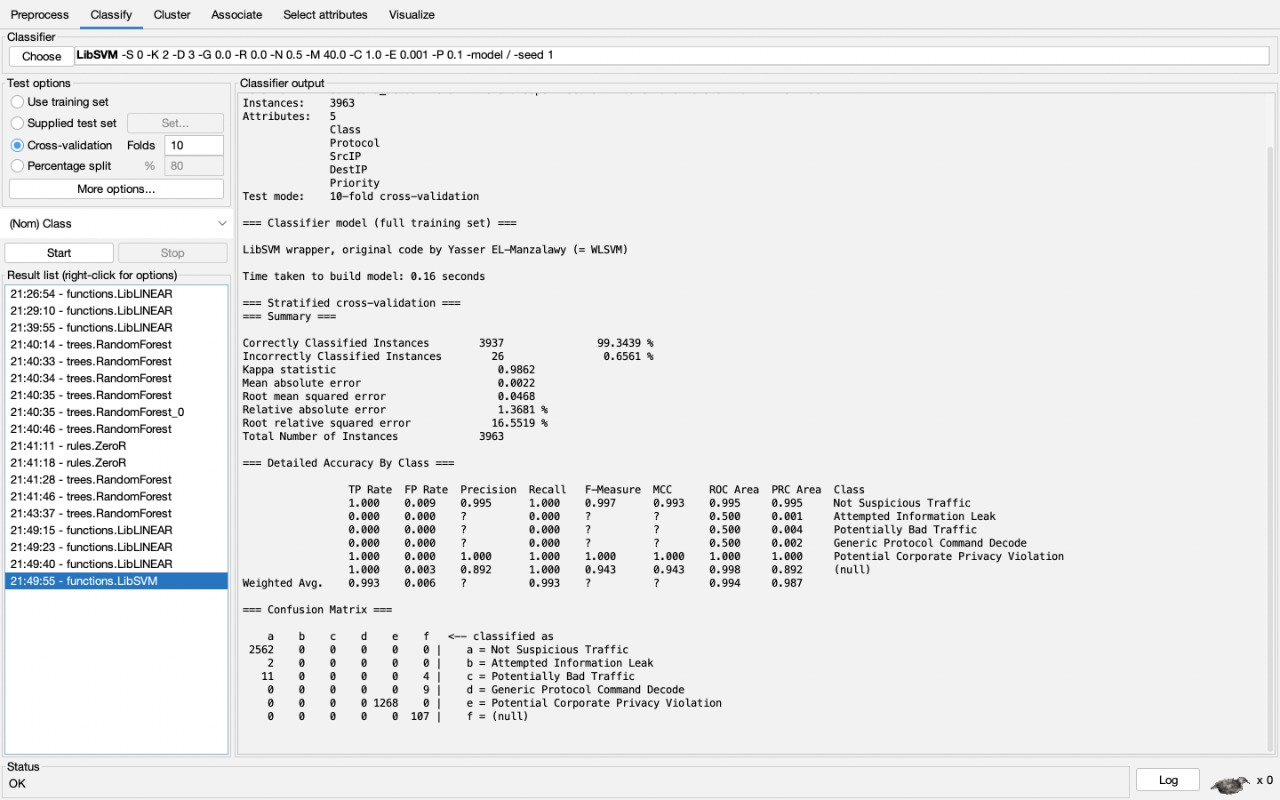 Preprocess Classify Cluster Associate Select attributes Visualize
Classifier
Choose LibSVM -S 0 -K 2 -D 3 -G 0.0 -R 0.0 -N 0.5 -M 40.0 -C 1.0 -E 0.001 -P 0.1 -model / -seed 1
Test options
Use training set
Supplied test set Set...
Cross-validation Folds 10
Percentage split % 80
More options...
(Nom) Class
Start Stop
Result list (right-click for options)
21:26:54 - functions.LibLINEAR
21:29:10 - functions.LibLINEAR
21:39:55 - functions.LibLINEAR
21:40:14 - trees.RandomForest
21:40:33 - trees.RandomForest
21:40:34 - trees.RandomForest
21:40:35 - trees.RandomForest
21:40:35 - trees.RandomForest_0
21:40:46 - trees.RandomForest
21:41:11 - rules.ZeroR
21:41:18 - rules.ZeroR
21:41:28 - trees.RandomForest
21:41:46 - trees.RandomForest
21:43:37 - trees.RandomForest
21:49:15 - functions.LibLINEAR
21:49:23 - functions.LibLINEAR
21:49:40 - functions.LibLINEAR
21:49:55 - functions.LibSVM
Classifier output
Instances: 3963
Attributes: 5
Class
Protocol
SrcIP
DestIP
Priority
Test mode: 10-fold cross-validation
=== Classifier model (full training set) ===
LibSVM wrapper, original code by Yasser EL-Manzalawy (= WLSVM)
Time taken to build model: 0.16 seconds
=== Stratified cross-validation ===
=== Summary ===
Correctly Classified Instances 3937 99.3439 %
Incorrectly Classified Instances 26 0.6561 %
Kappa statistic 0.9862
Mean absolute error 0.0022
Root mean squared error 0.0468
Relative absolute error 1.3681 %
Root relative squared error 16.5519 %
Total Number of Instances 3963
=== Detailed Accuracy By Class ===
TP Rate FP Rate Precision Recall F-Measure MCC ROC Area PRC Area Class
1.000 0.009 0.995 1.000 0.997 0.993 0.995 0.995 Not Suspicious Traffic
0.000 0.000 ? 0.000 ? ? 0.500 0.001 Attempted Information Leak
0.000 0.000 ? 0.000 ? ? 0.500 0.004 Potentially Bad Traffic
0.000 0.000 ? 0.000 ? ? 0.500 0.002 Generic Protocol Command Decode
1.000 0.000 1.000 1.000 1.000 1.000 1.000 1.000 Potential Corporate Privacy Violation
1.000 0.003 0.892 1.000 0.943 0.943 0.998 0.892 (null)
Weighted Avg. 0.993 0.006 ? 0.993 ? ? 0.994 0.987
=== Confusion Matrix ===
a b c d e f <-- classified as
2562 0 0 0 0 0 | a = Not Suspicious Traffic
2 0 0 0 0 0 | b = Attempted Information Leak
11 0 0 0 0 4 | c = Potentially Bad Traffic
0 0 0 0 0 9 | d = Generic Protocol Command Decode
0 0 0 0 1268 0 | e = Potential Corporate Privacy Violation
0 0 0 0 0 107 | f = (null)
Status
OK
Log x 0